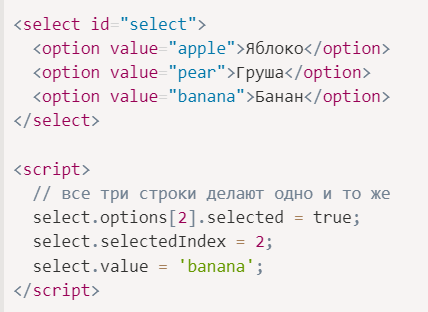 <select id="select">
  <option value="apple">Яблоко</option>
  <option value="pear">Груша</option>
  <option value="banana">Банан</option>
</select>

<script>
  // все три строки делают одно и то же
  select.options[2].selected = true;
  select.selectedIndex = 2;
  select.value = 'banana';
</script>